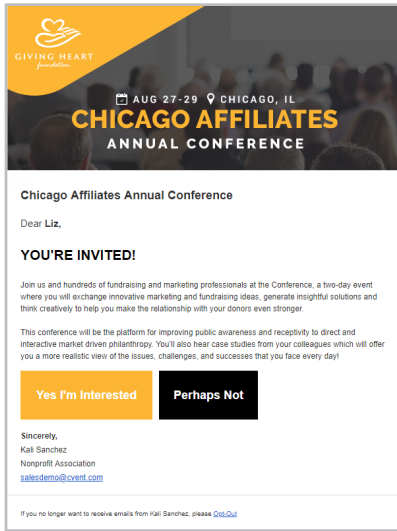 GIVING HEART
foundation
AUG 27-29 CHICAGO, IL
CHICAGO AFFILIATES
ANNUAL CONFERENCE
Chicago Affiliates Annual Conference
Dear Liz,
YOU'RE INVITED!
Join us and hundreds of fundraising and marketing professionals at the Conference, a two-day event
where you will exchange innovative marketing and fundraising ideas, generate insightful solutions and
think creatively to help you make the relationship with your donors even stronger.
This conference will be the platform for improving public awareness and receptivity to direct and
interactive market driven philanthropy. You'll also hear case studies from your colleagues which will offer
you a more realistic view of the issues, challenges, and successes that you face every day!
Yes I'm Interested
Perhaps Not
Sincerely,
Kali Sanchez
Nonprofit Association
salesdemo@cvent.com
If you no longer want to receive emails from Kali Sanchez, please Opt-Out